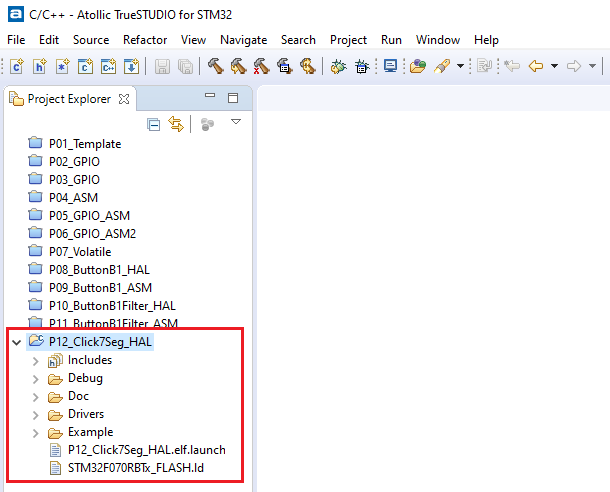 C/C++ - Atollic TrueSTUDIO for STM32
File Edit Source Refactor View Navigate Search Project Run Window Help
Project Explorer
P01_Template
P02_GPIO
P03_GPIO
P04_ASM
P05_GPIO_ASM
P06_GPIO_ASM2
P07_Volatile
P08_ButtonB1_HAL
P09_ButtonB1_ASM
P10_ButtonB1Filter_HAL
P11_ButtonB1Filter_ASM
P12_Click7Seg_HAL
Includes
Debug
Doc
Drivers
Example
P12_Click7Seg_HAL.elf.launch
STM32F070RBTx_FLASH.ld